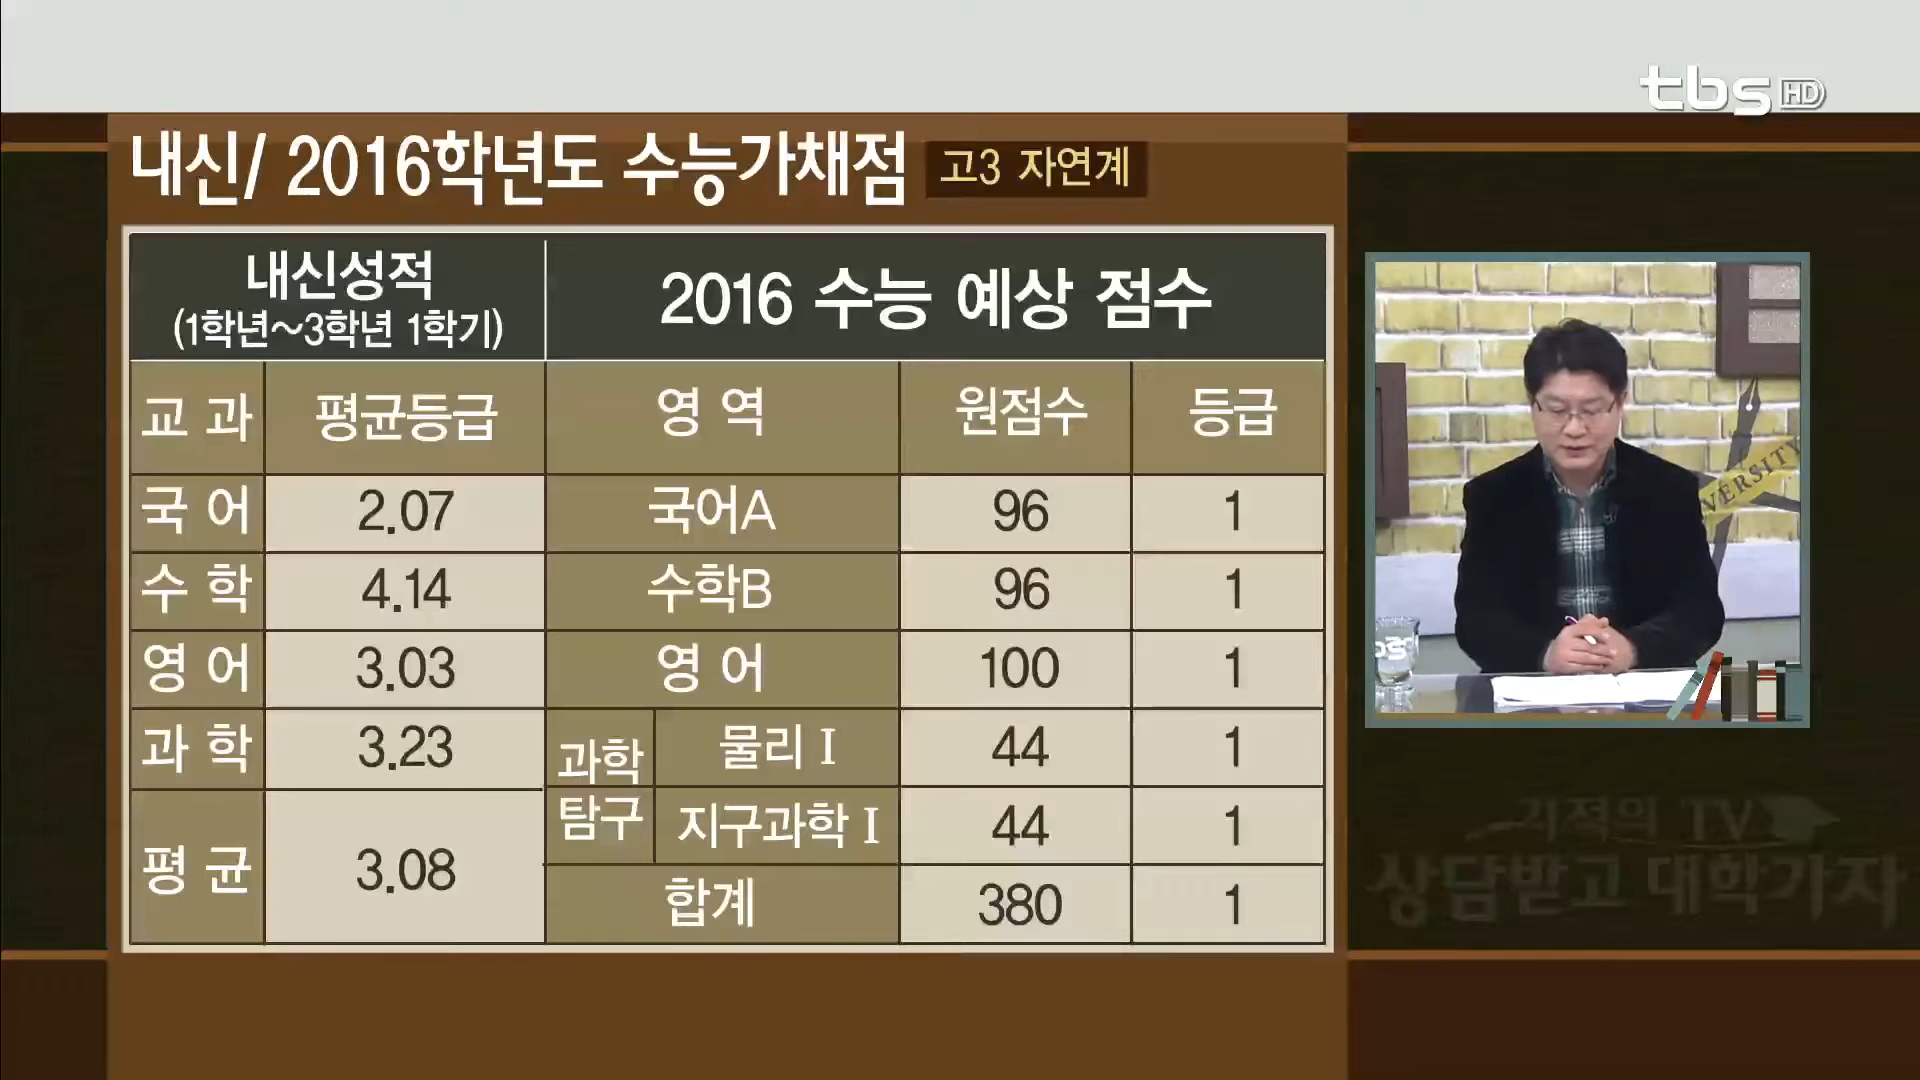 tbs HD
내신/ 2016학년도 수능가채점 고3 자연계
내신성적
(1학년~3학년 1학기)
2016 수능 예상 점수
교 과 평균등급 영 역 원점수 등급
국 어 2.07 국어A 96 1
수 학 4.14 수학B 96 1
영 어 3.03 영 어 100 1
과 학 3.23 과학 탐구 물리 I 44 1
지구과학 I 44 1
평 균 3.08 합계 380 1
VERSITY
tbs
기적의 TV
상담받고 대학가자